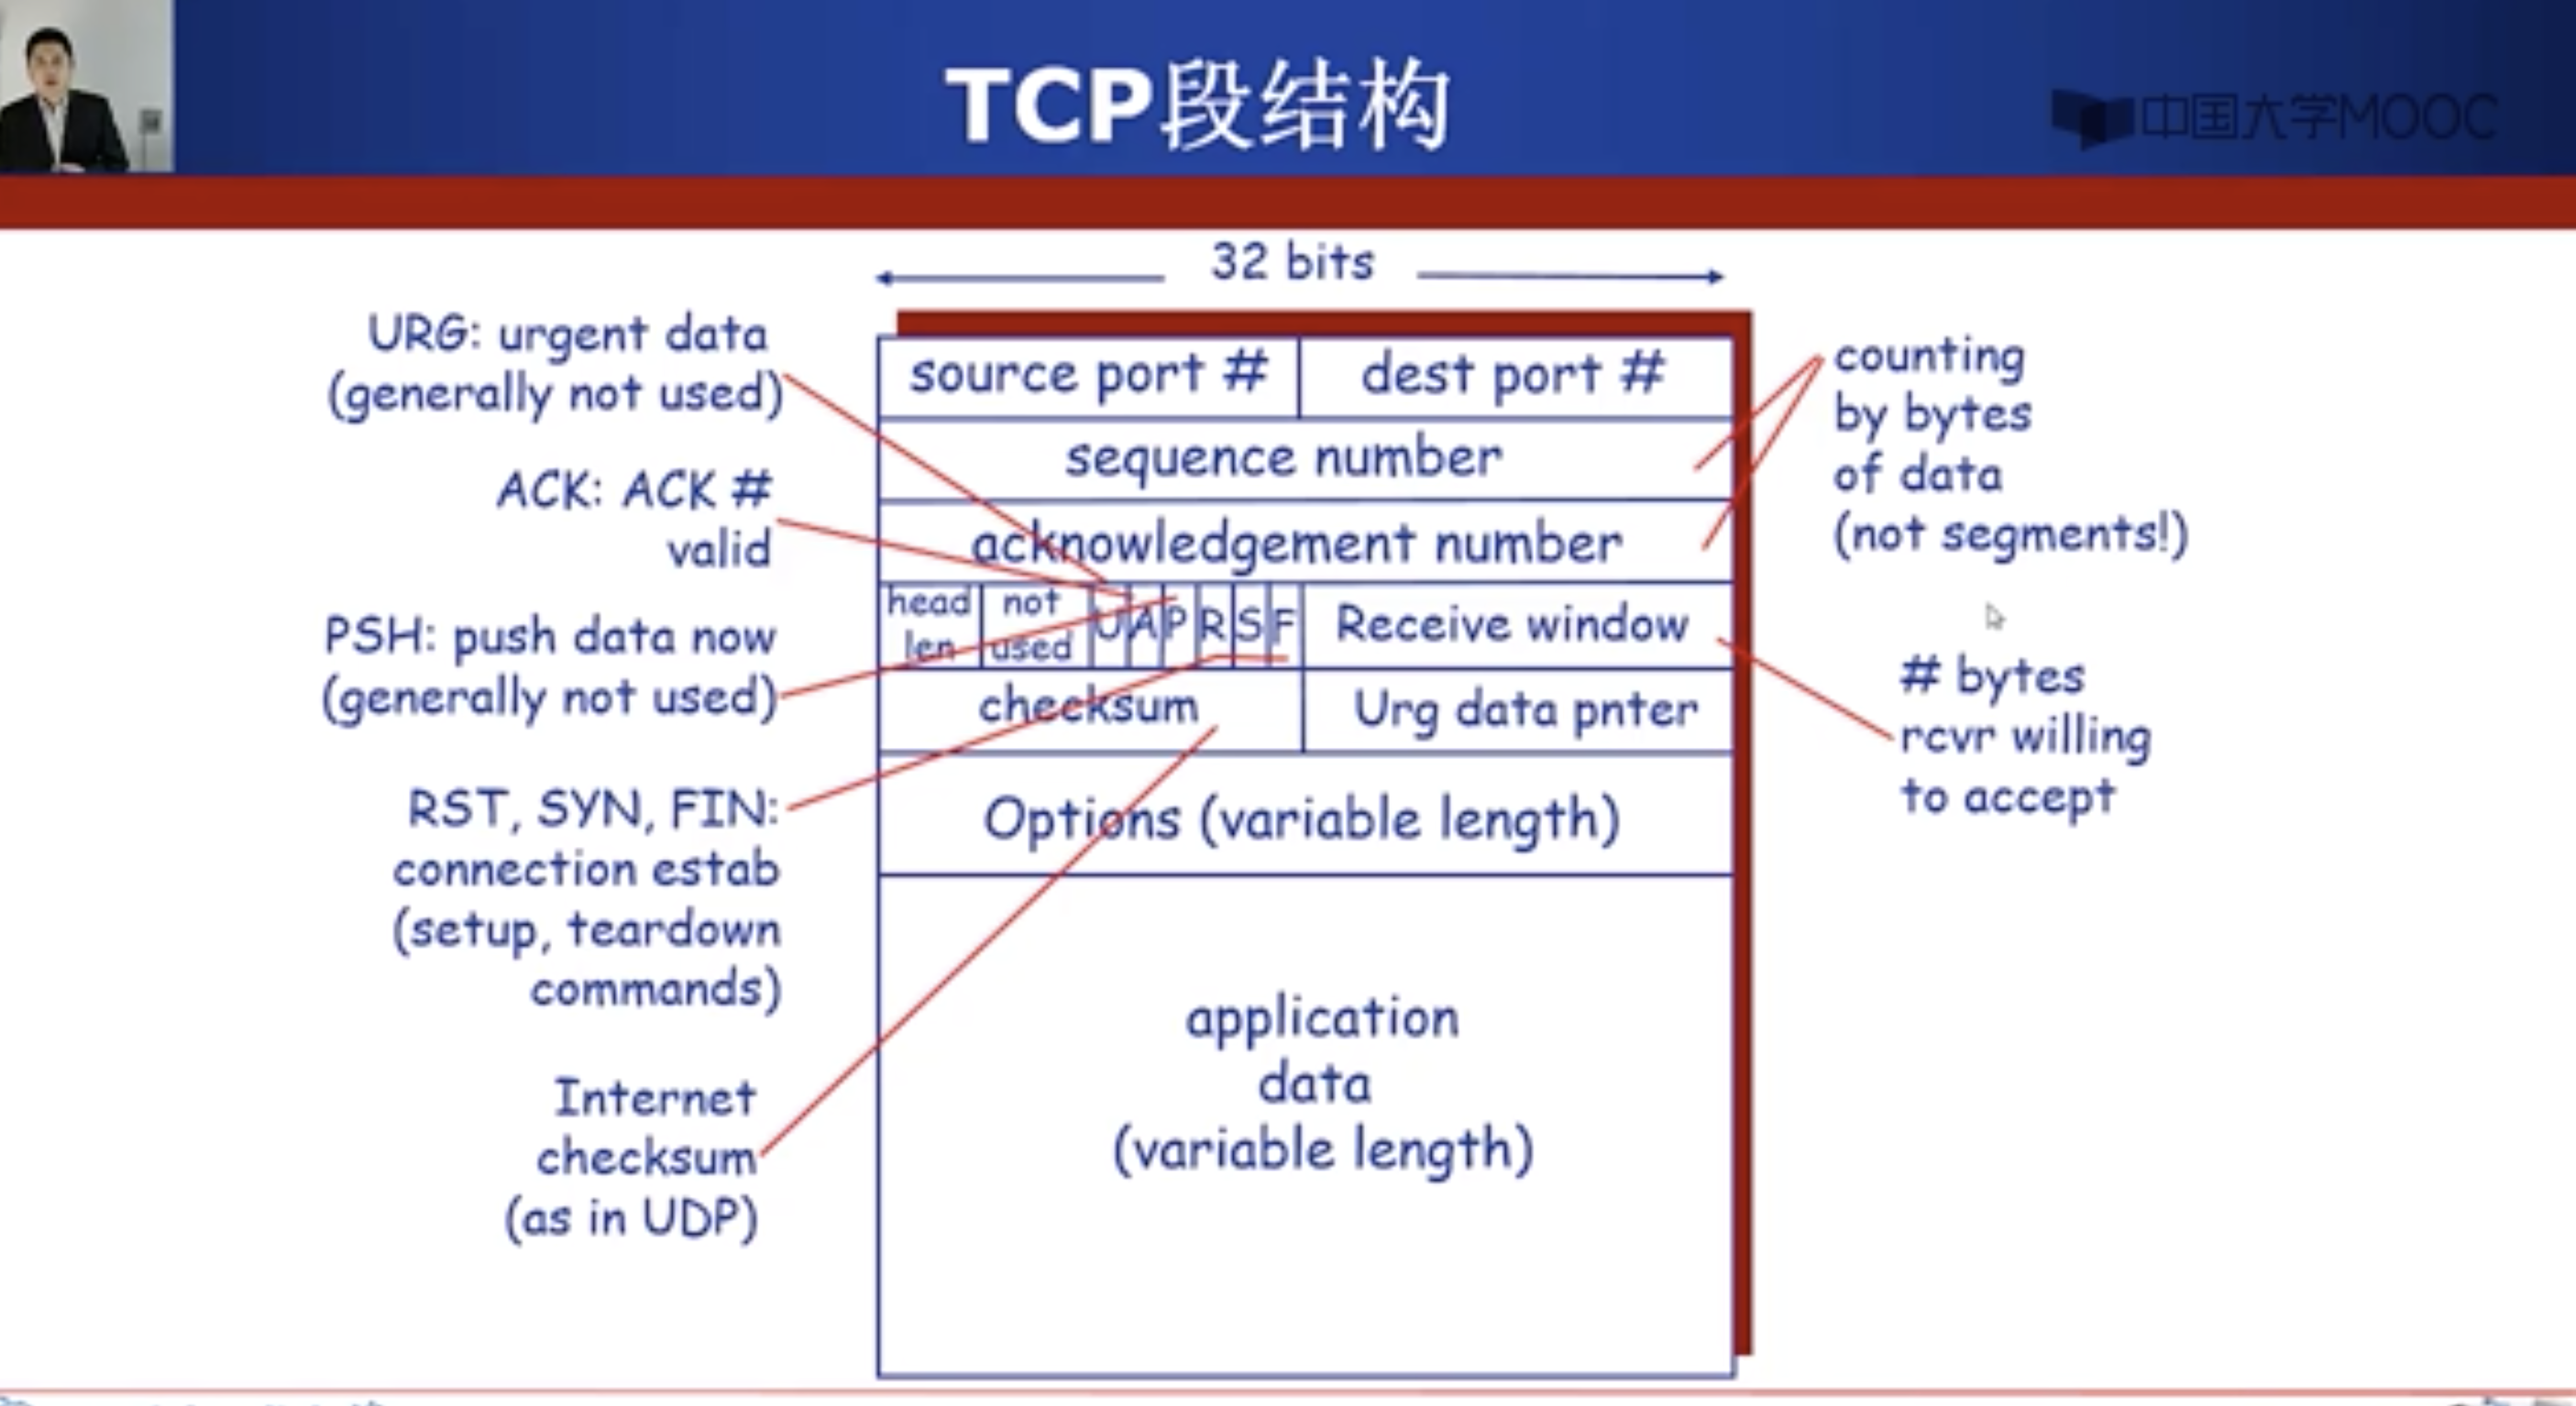 TCP段结构
中国大学MOOC
32 bits
URG: urgent data
(generally not used)
ACK: ACK #
valid
PSH: push data now
(generally not used)
RST, SYN, FIN:
connection estab
(setup, teardown
commands)
Internet
checksum
(as in UDP)
source port #
dest port #
sequence number
acknowledgement number
head
len
not
used
U A P R S F
Receive window
checksum
Urg data pnter
Options (variable length)
application
data
(variable length)
counting
by bytes
of data
(not segments!)
# bytes
rcvr willing
to accept